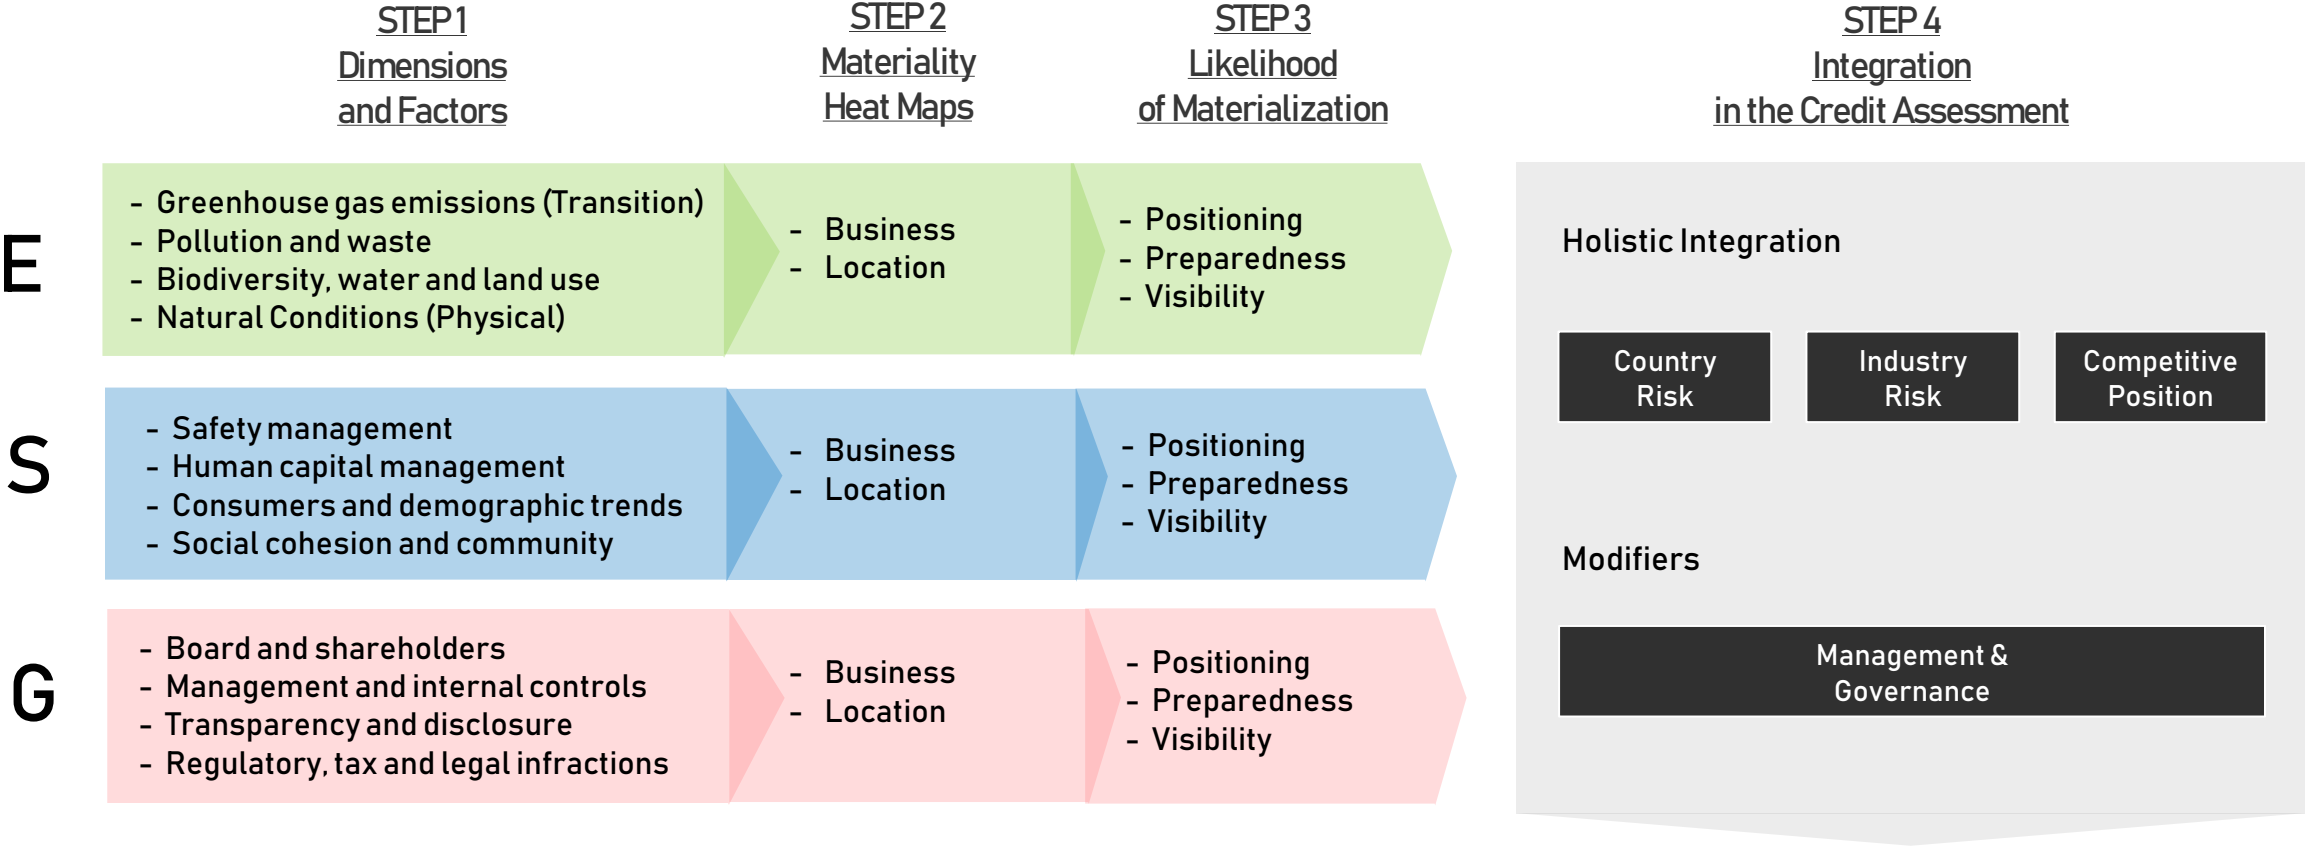 STEP 1
Dimensions
and Factors
STEP 2
Materiality
Heat Maps
STEP 3
Likelihood
of Materialization
STEP 4
Integration
in the Credit Assessment
E
- Greenhouse gas emissions (Transition)
- Pollution and waste
- Biodiversity, water and land use
- Natural Conditions (Physical)
- Business
- Location
- Positioning
- Preparedness
- Visibility
S
- Safety management
- Human capital management
- Consumers and demographic trends
- Social cohesion and community
- Business
- Location
- Positioning
- Preparedness
- Visibility
G
- Board and shareholders
- Management and internal controls
- Transparency and disclosure
- Regulatory, tax and legal infractions
- Business
- Location
- Positioning
- Preparedness
- Visibility
Holistic Integration
Country
Risk
Industry
Risk
Competitive
Position
Modifiers
Management &
Governance